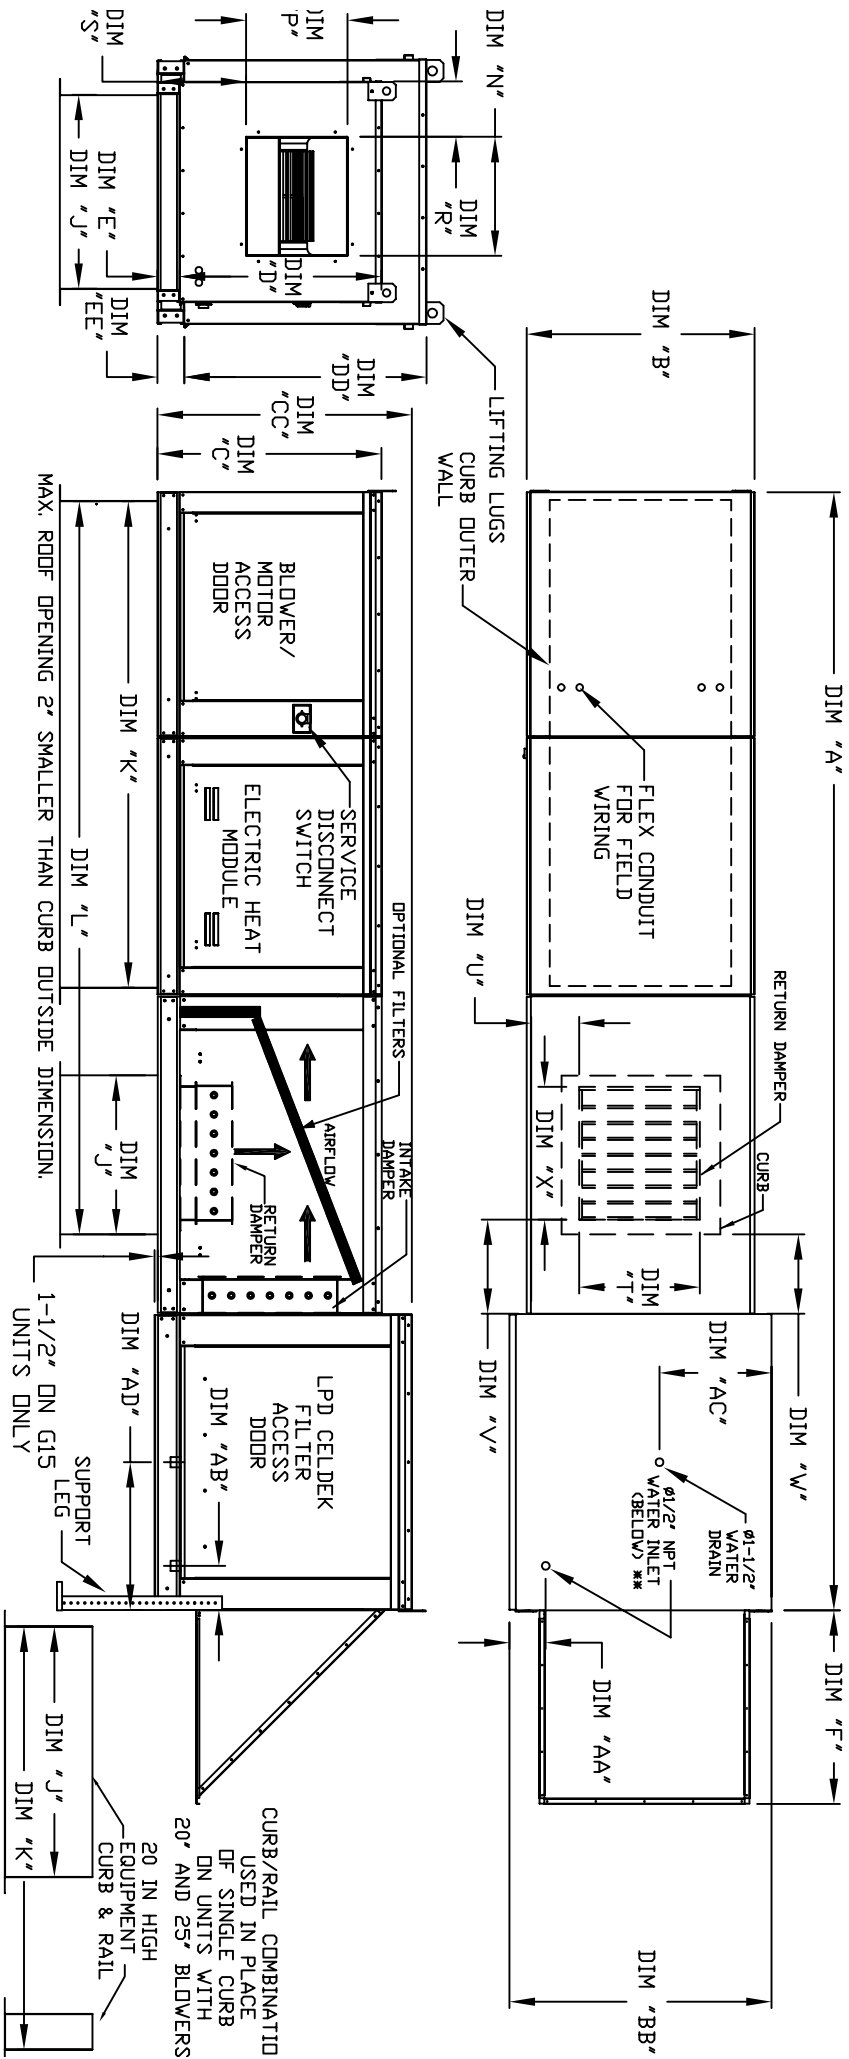 DIM "A"
DIM "F"
DIM "B"
DIM "BB"
FLEX CONDUIT
FOR FIELD
WIRING
RETURN DAMPER
CURB
DIM "U"
DIM "X"
DIM
"T"
DIM "V"
DIM "W"
DIM "AC"
ø1-1/2"
WATER
DRAIN
ø1/2" NPT
WATER INLET
(BELOW) **
DIM "AA"
LIFTING LUGS
CURB OUTER
WALL
DIM "N"
DIM
"R"
DIM
"P"
DIM
"S"
DIM
"D"
DIM "E"
DIM "J"
DIM
"EE"
DIM
"DD"
DIM
"CC"
DIM
"C"
BLOWER/
MOTOR
ACCESS
DOOR
SERVICE
DISCONNECT
SWITCH
ELECTRIC HEAT
MODULE
OPTIONAL FILTERS
AIRFLOW
INTAKE
DAMPER
RETURN
DAMPER
LPD CELDEK
FILTER
ACCESS
DOOR
DIM "AB"
DIM "AD"
DIM "K"
DIM "L"
DIM
"J"
1-1/2" ON G15
UNITS ONLY
SUPPORT
LEG
MAX. ROOF OPENING 2" SMALLER THAN CURB OUTSIDE DIMENSION.
CURB/RAIL COMBINATIO
USED IN PLACE
OF SINGLE CURB
ON UNITS WITH
20" AND 25" BLOWERS
20 IN HIGH
EQUIPMENT
CURB & RAIL
DIM "J"
DIM "K"